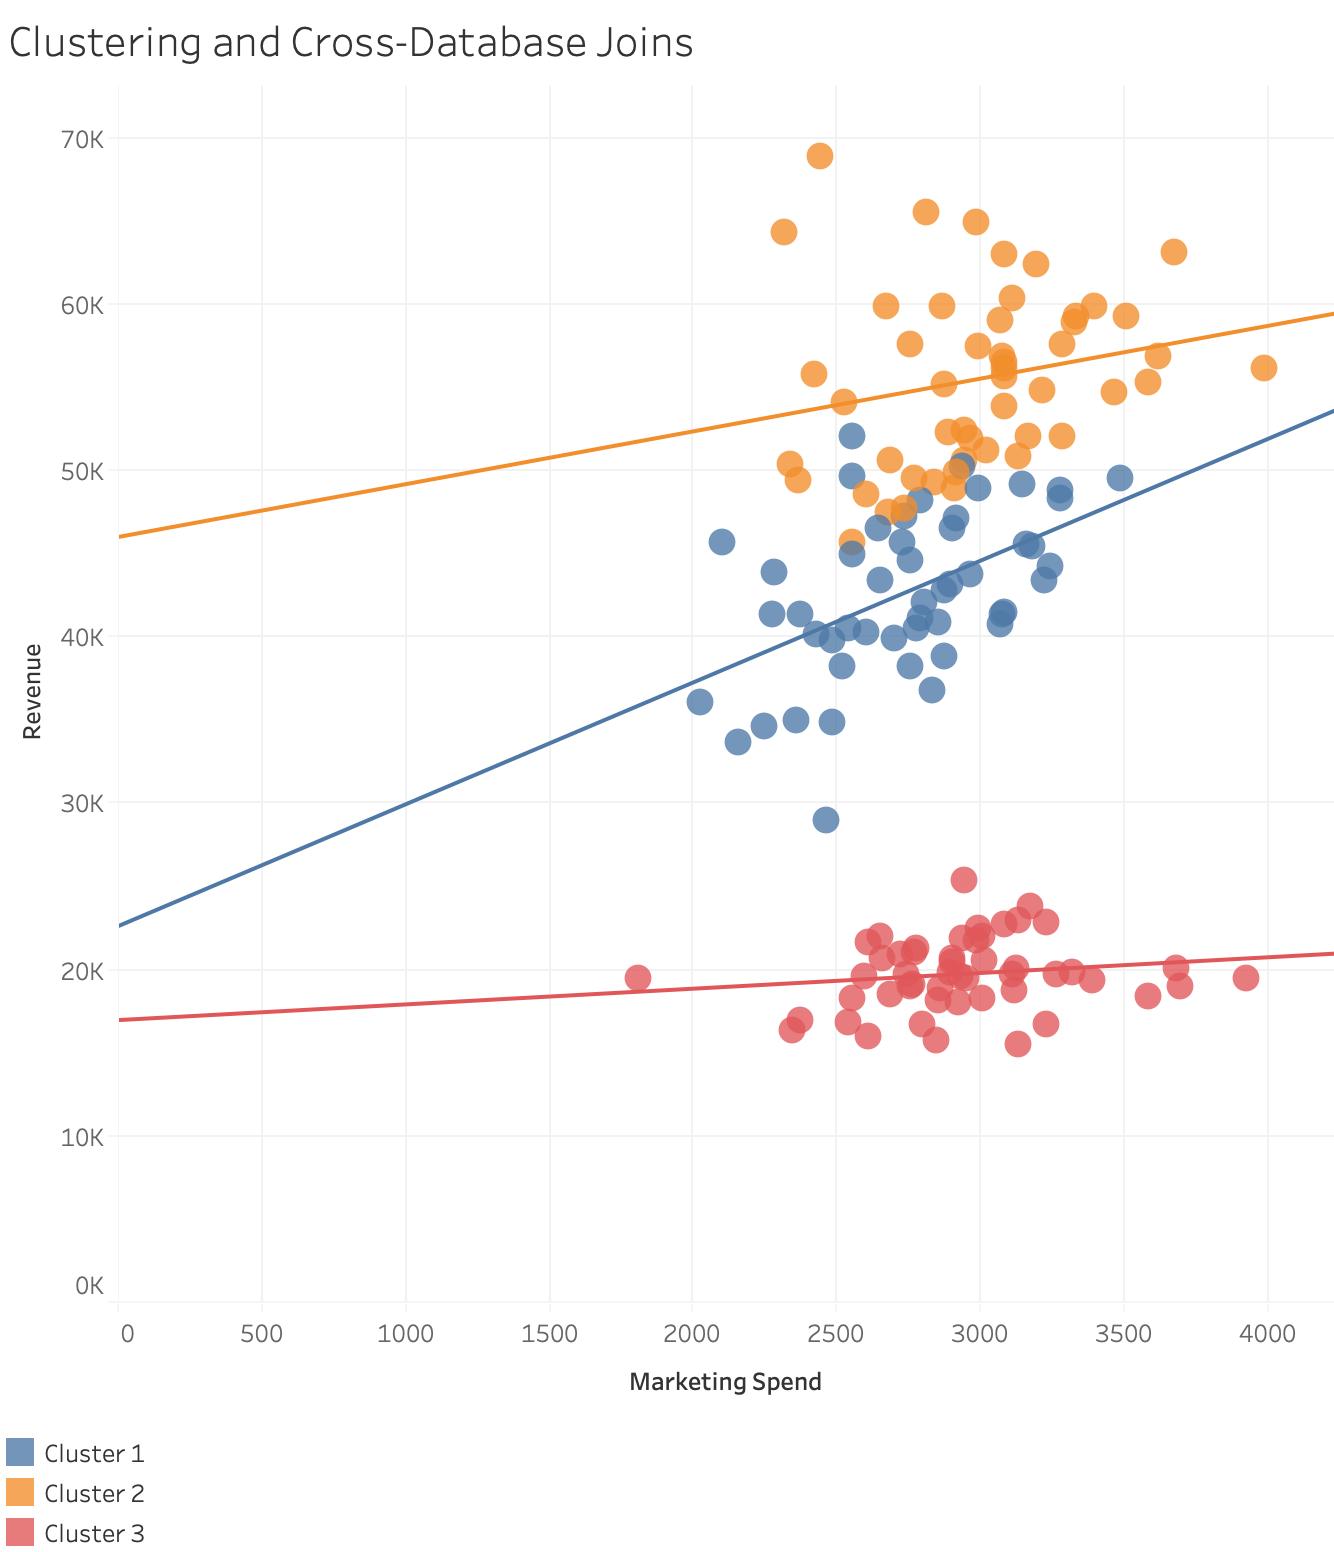 Clustering and Cross-Database Joins
70K
60K
50K
40K
30K
20K
10K
0K
Revenue
0 500 1000 1500 2000 2500 3000 3500 4000
Marketing Spend
Cluster 1
Cluster 2
Cluster 3